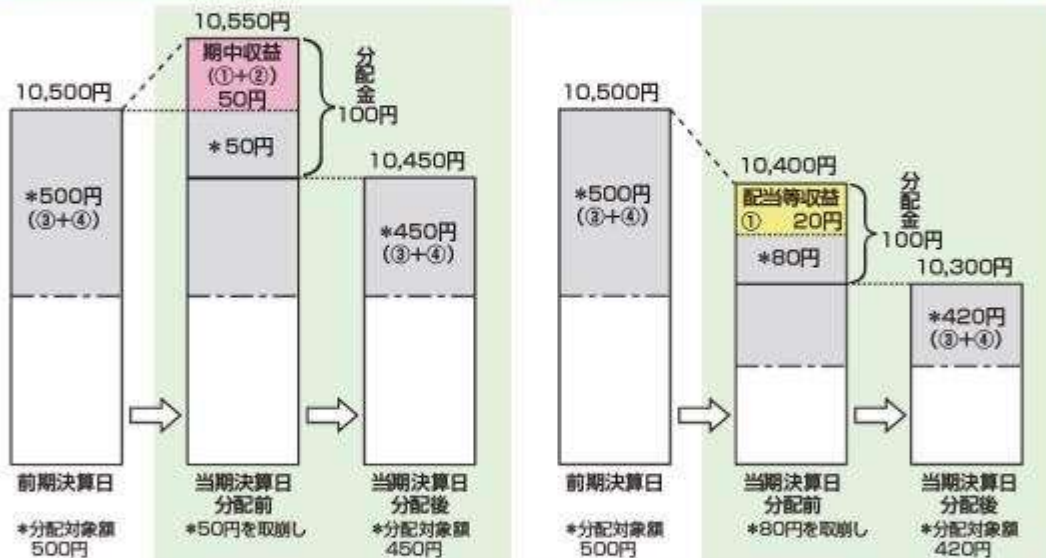 10,550円
期中収益
(①+②)
50円
分配金
100円
10,500円
*50円
10,450円
*500円
(③+④)
*450円
(③+④)
前期決算日
当期決算日
分配前
当期決算日
分配後
*分配対象額
500円
*50円を取崩し
*分配対象額
450円
10,500円
10,400円
配当等収益
① 20円
分配金
100円
*500円
(③+④)
*80円
10,300円
*420円
(③+④)
前期決算日
当期決算日
分配前
当期決算日
分配後
*分配対象額
500円
*80円を取崩し
*分配対象額
420円